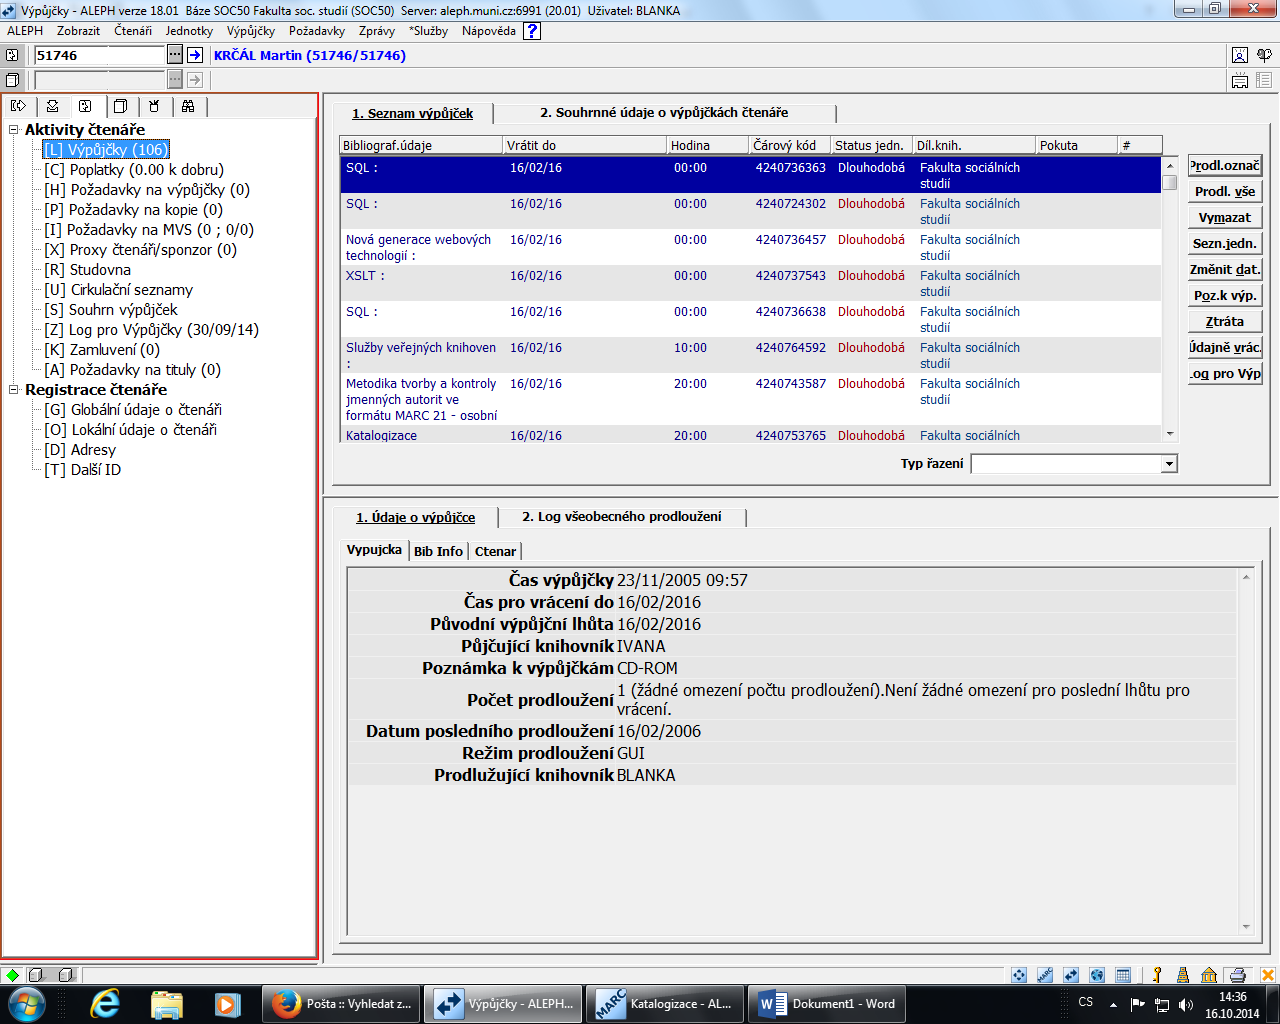 Výpůjčky - ALEPH verze 18.01  Báze SOC50 Fakulta soc. studií (SOC50)  Server: aleph.muni.cz:6991 (20.01)  Uživatel: BLANKA
ALEPH Zobrazit Čtenáři Jednotky Výpůjčky Požadavky Zprávy *Služby Nápověda ?
51746 ... KRČÁL Martin (51746/51746)
Aktivity čtenáře
[L] Výpůjčky (106)
[C] Poplatky (0.00 k dobru)
[H] Požadavky na výpůjčky (0)
[P] Požadavky na kopie (0)
[I] Požadavky na MVS (0 ; 0/0)
[X] Proxy čtenáři/sponzor (0)
[R] Studovna
[U] Cirkulační seznamy
[S] Souhrn výpůjček
[Z] Log pro Výpůjčky (30/09/14)
[K] Zamluvení (0)
[A] Požadavky na tituly (0)
Registrace čtenáře
[G] Globální údaje o čtenáři
[O] Lokální údaje o čtenáři
[D] Adresy
[T] Další ID
1. Seznam výpůjček 2. Souhrnné údaje o výpůjčkách čtenáře
Bibliograf.údaje Vrátit do Hodina Čárový kód Status jedn. Díl.knih. Pokuta #
SQL : 16/02/16 00:00 4240736363 Dlouhodobá Fakulta sociálních
studií
SQL : 16/02/16 00:00 4240724302 Dlouhodobá Fakulta sociálních
studií
Nová generace webových 16/02/16 00:00 4240736457 Dlouhodobá Fakulta sociálních
technologií : studií
XSLT : 16/02/16 00:00 4240737543 Dlouhodobá Fakulta sociálních
studií
SQL : 16/02/16 00:00 4240736638 Dlouhodobá Fakulta sociálních
studií
Služby veřejných knihoven 16/02/16 10:00 4240764592 Dlouhodobá Fakulta sociálních
: studií
Metodika tvorby a kontroly 16/02/16 20:00 4240743587 Dlouhodobá Fakulta sociálních
jmenných autorit ve studií
formátu MARC 21 - osobní
Katalogizace 16/02/16 20:00 4240753765 Dlouhodobá Fakulta sociálních
Prodl.označ
Prodl. vše
Vymazat
Sezn.jedn.
Změnit dat.
Poz.k výp.
Ztráta
Údajně vrác.
Log pro Výp
Typ řazení
1. Údaje o výpůjčce 2. Log všeobecného prodloužení
Vypujcka Bib Info Ctenar
Čas výpůjčky 23/11/2005 09:57
Čas pro vrácení do 16/02/2016
Původní výpůjční lhůta 16/02/2016
Půjčující knihovník IVANA
Poznámka k výpůjčkám CD-ROM
Počet prodloužení 1 (žádné omezení počtu prodloužení).Není žádné omezení pro poslední lhůtu pro
vrácení.
Datum posledního prodloužení 16/02/2006
Režim prodloužení GUI
Prodlužující knihovník BLANKA
MARC
Pošta :: Vyhledat z... Výpůjčky - ALEPH... MARC Katalogizace - AL... Dokument1 - Word CS 14:36
16.10.2014